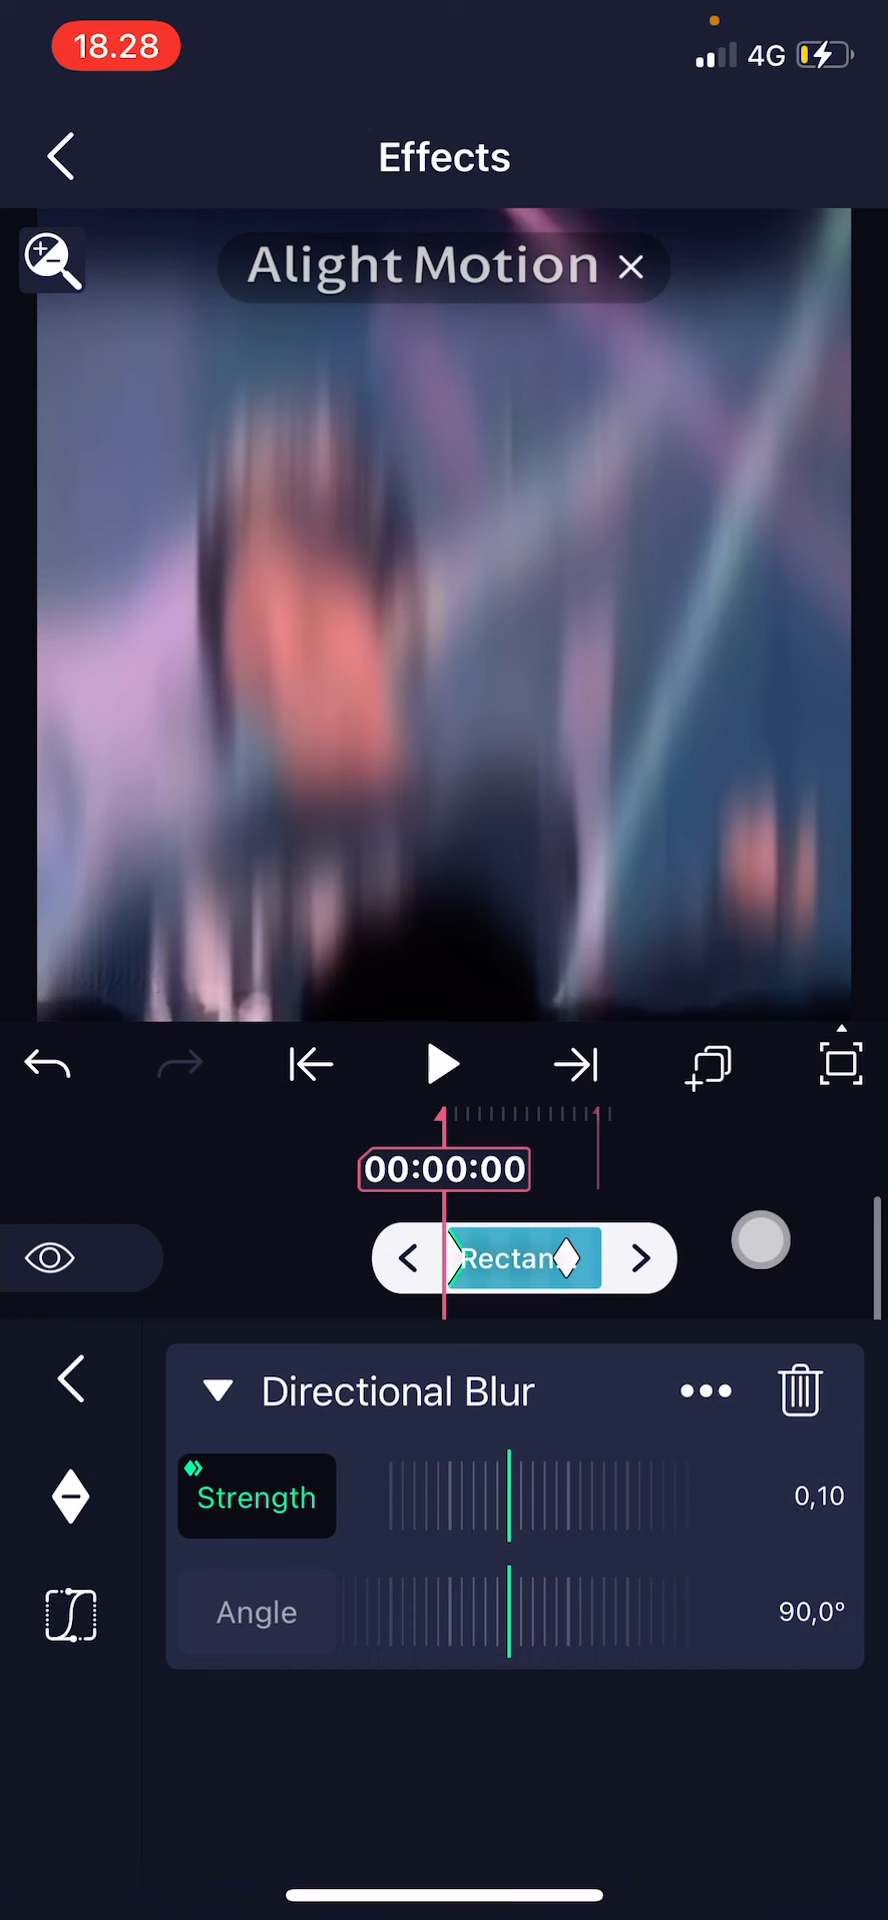 18.28
4G
Effects
Alight Motion ×
00:00:00
Rectan
Directional Blur
Strength
0,10
Angle
90,0°